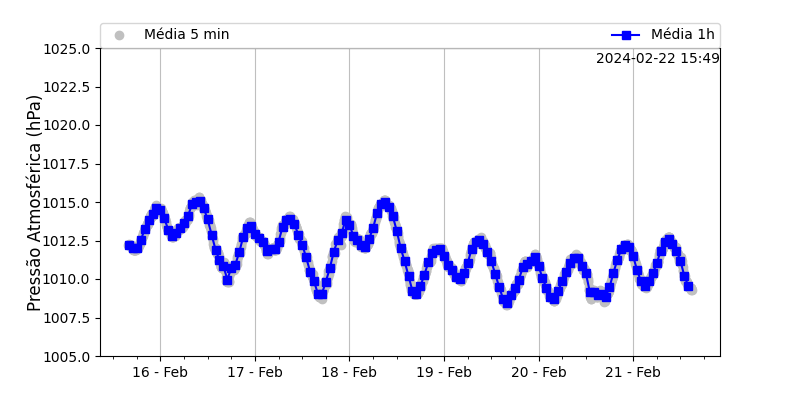 Média 5 min
Média 1h
2024-02-22 15:49
Pressão Atmosférica (hPa)
1025.0
1022.5
1020.0
1017.5
1015.0
1012.5
1010.0
1007.5
1005.0
16 - Feb
17 - Feb
18 - Feb
19 - Feb
20 - Feb
21 - Feb